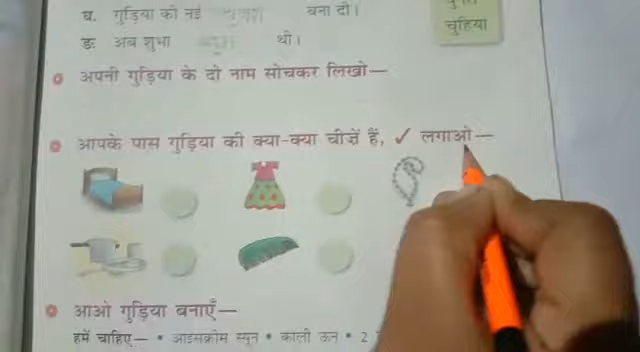 घ. गुड़िया को नई बना दी।
चुहिया
ङ. अब शुभा थी।
अपनी गुड़िया के दो नाम सोचकर लिखो—
आपके पास गुड़िया की क्या-क्या चीज़ें हैं, ✓ लगाओ—
आओ गुड़िया बनाएँ—
हमें चाहिए— • आइसक्रीम स्पून • काली ऊन • 2